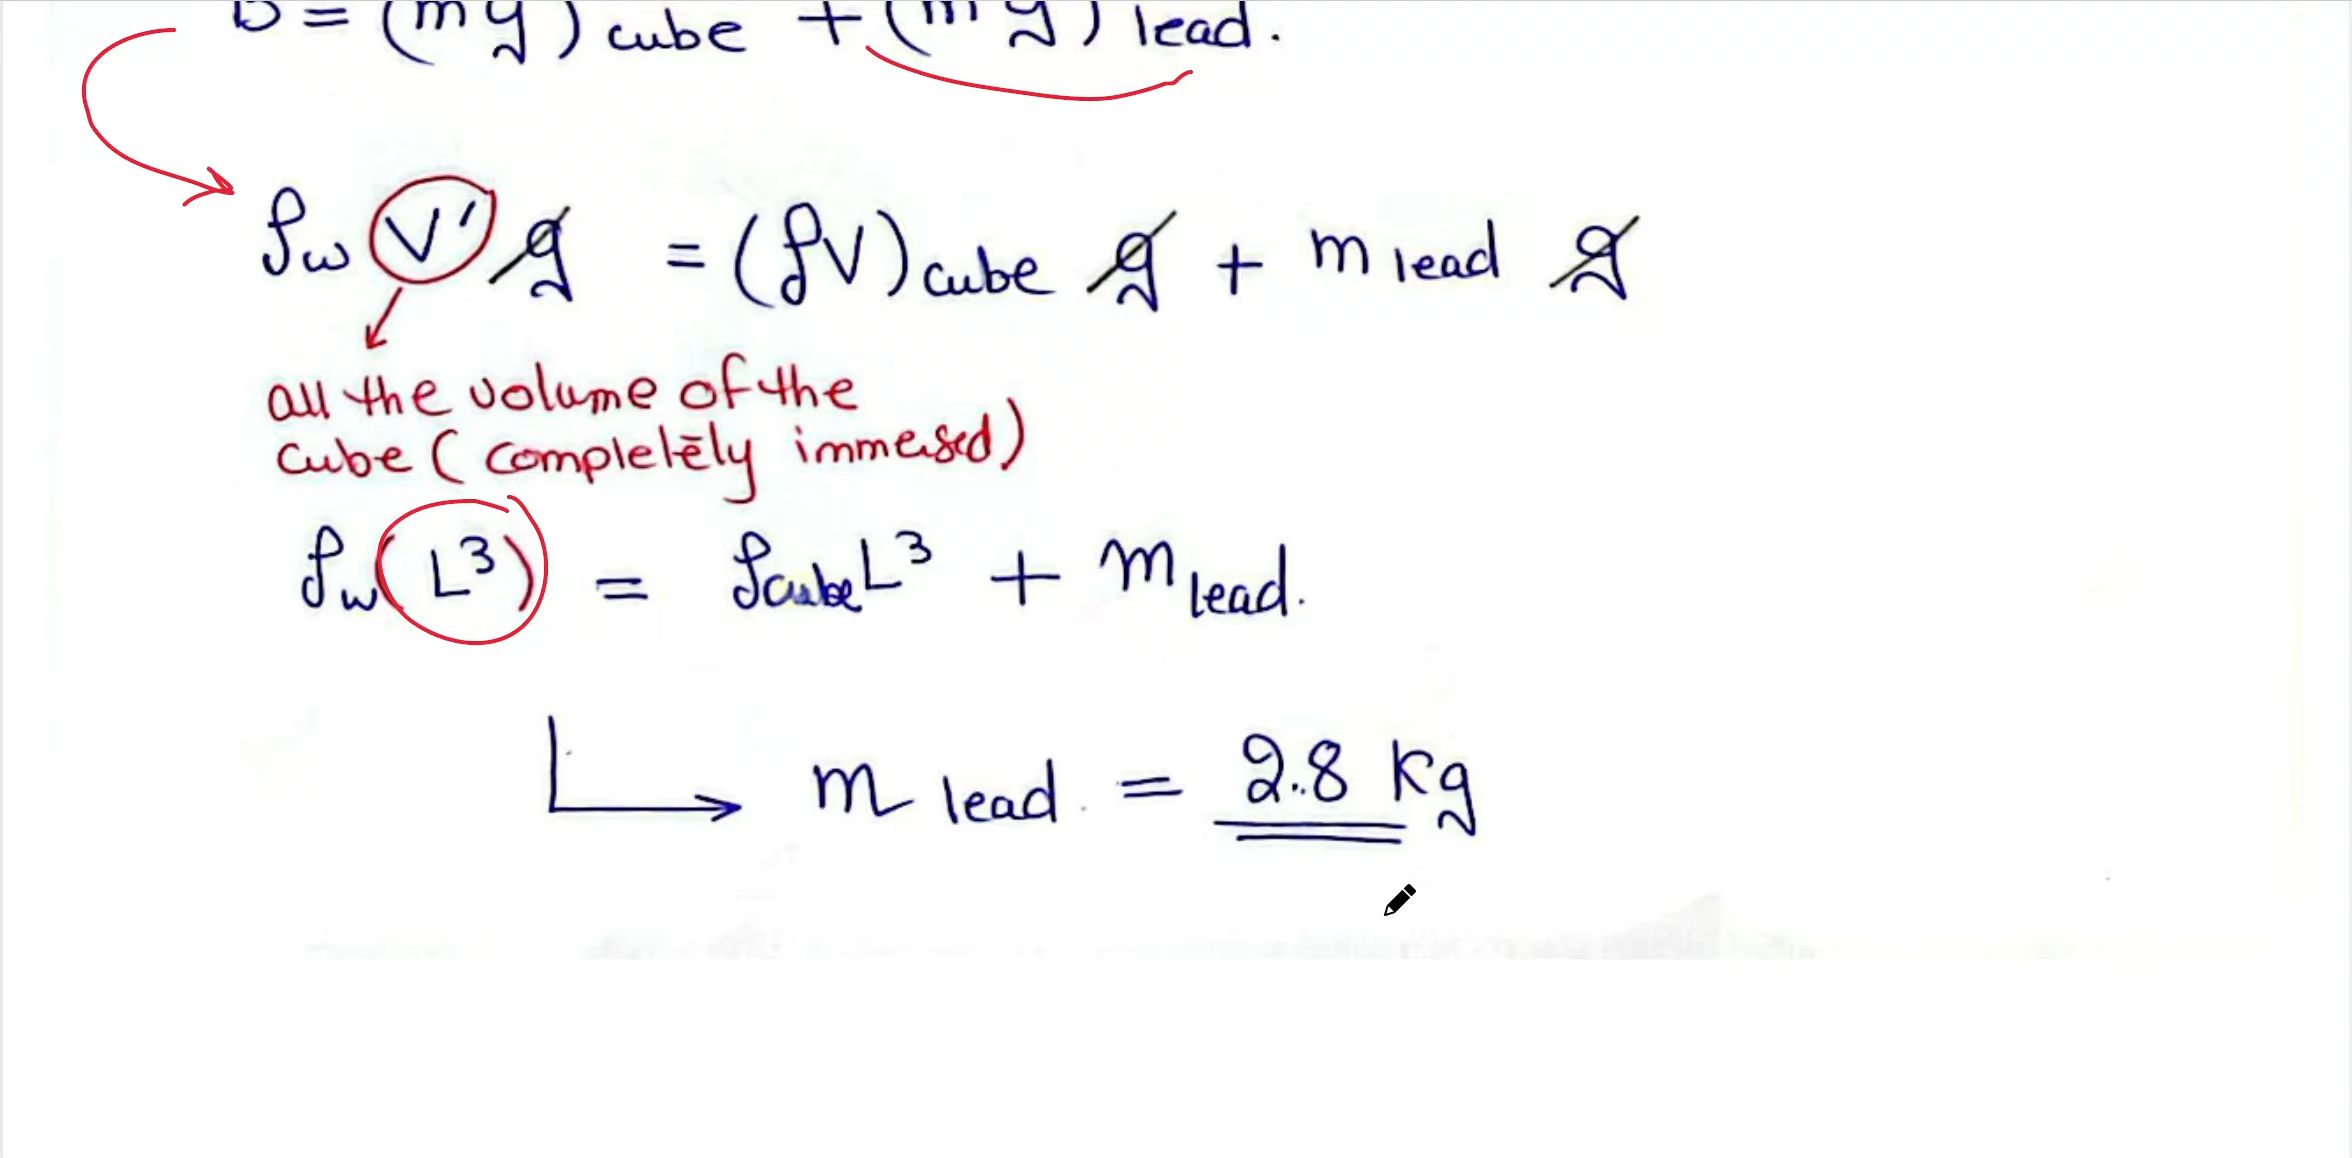 B = (mg) cube + (mg) lead.
ρw V' g = (ρV) cube g + m lead g
all the volume of the
cube (completely immersed)
ρw (L³) = ρcube L³ + m lead.
m lead. = 2.8 kg